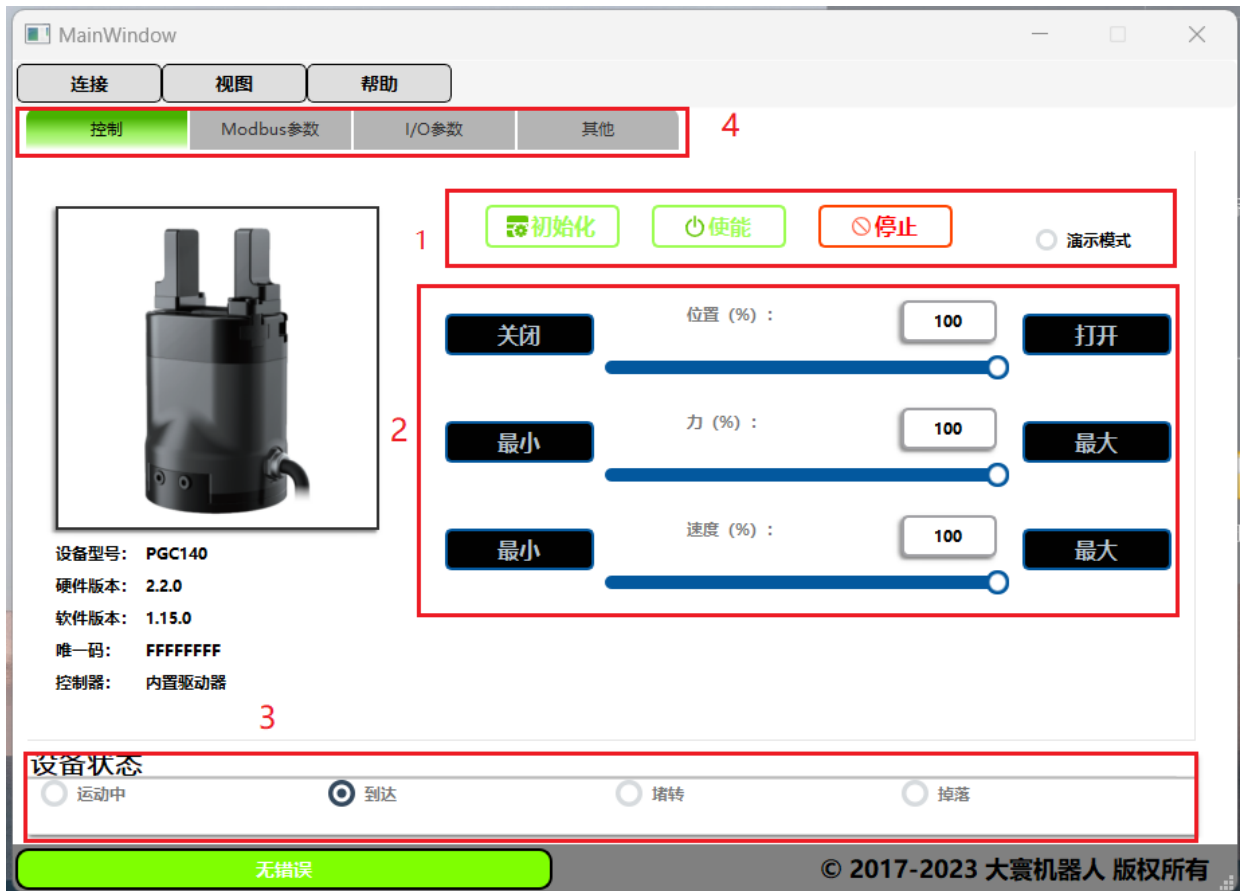 MainWindow
连接 视图 帮助
控制 Modbus参数 I/O参数 其他 4
1 初始化 使能 停止 演示模式
关闭 位置 (%) : 100 打开
2 最小 力 (%) : 100 最大
最小 速度 (%) : 100 最大
设备型号: PGC140
硬件版本: 2.2.0
软件版本: 1.15.0
唯一码: FFFFFFFF
控制器: 内置驱动器
3
设备状态
运动中 到达 堵转 掉落
无错误 © 2017-2023 大寰机器人 版权所有